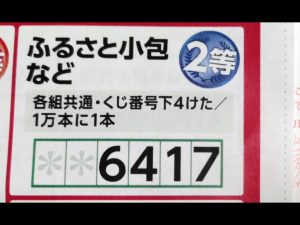 ふるさと小包
など
2等
各組共通・くじ番号下4けた／
1万本に1本
**6417